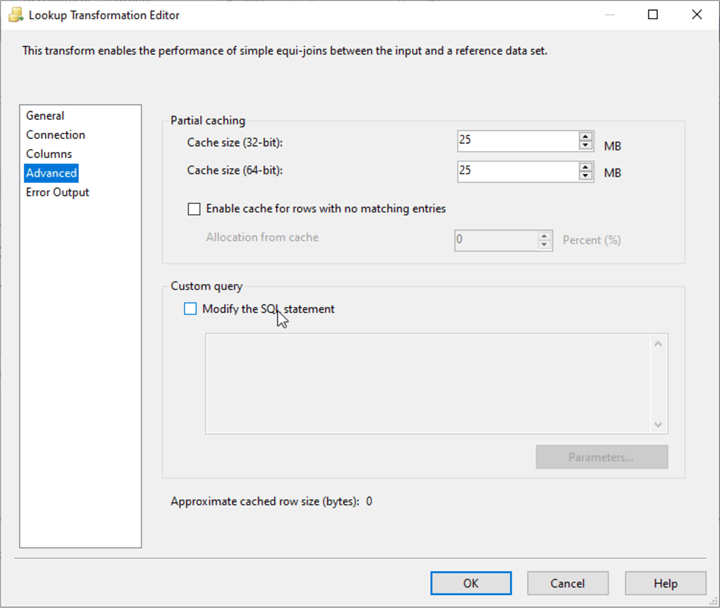 Lookup Transformation Editor
This transform enables the performance of simple equi-joins between the input and a reference data set.
General
Connection
Columns
Advanced
Error Output
Partial caching
Cache size (32-bit): 25 MB
Cache size (64-bit): 25 MB
Enable cache for rows with no matching entries
Allocation from cache 0 Percent (%)
Custom query
Modify the SQL statement
Parameters...
Approximate cached row size (bytes): 0
OK Cancel Help